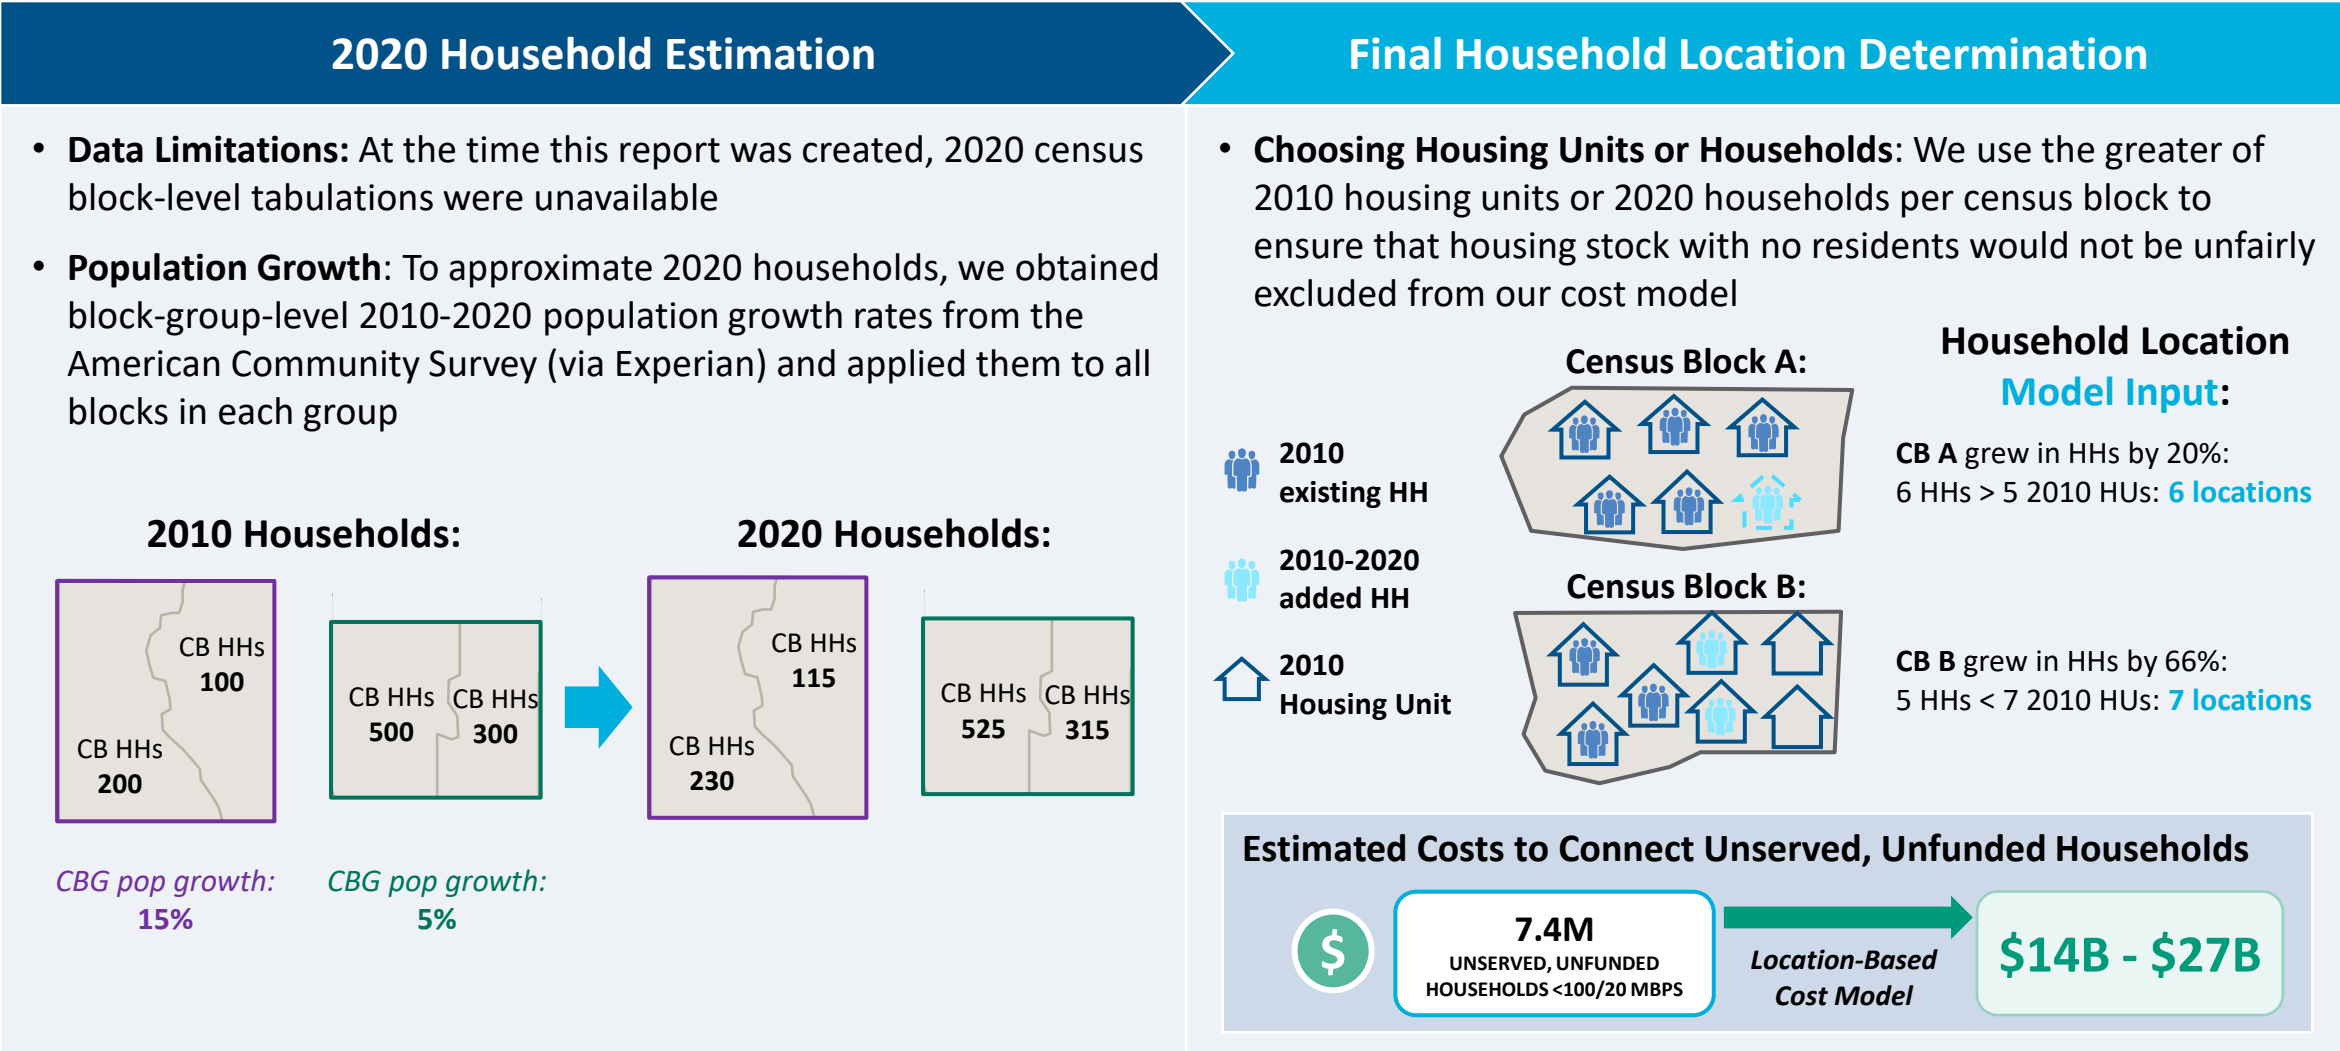 2020 Household Estimation
• Data Limitations: At the time this report was created, 2020 census
block-level tabulations were unavailable
• Population Growth: To approximate 2020 households, we obtained
block-group-level 2010-2020 population growth rates from the
American Community Survey (via Experian) and applied them to all
blocks in each group
2010 Households:
CB HHs
100
CB HHs
200
CB HHs
500
CB HHs
300
CBG pop growth:
15%
CBG pop growth:
5%
2020 Households:
CB HHs
115
CB HHs
230
CB HHs
525
CB HHs
315
Final Household Location Determination
• Choosing Housing Units or Households: We use the greater of
2010 housing units or 2020 households per census block to
ensure that housing stock with no residents would not be unfairly
excluded from our cost model
2010
existing HH
2010-2020
added HH
2010
Housing Unit
Census Block A:
Census Block B:
Household Location
Model Input:
CB A grew in HHs by 20%:
6 HHs > 5 2010 HUs: 6 locations
CB B grew in HHs by 66%:
5 HHs < 7 2010 HUs: 7 locations
Estimated Costs to Connect Unserved, Unfunded Households
$
7.4M
UNSERVED, UNFUNDED
HOUSEHOLDS <100/20 MBPS
Location-Based
Cost Model
$14B - $27B